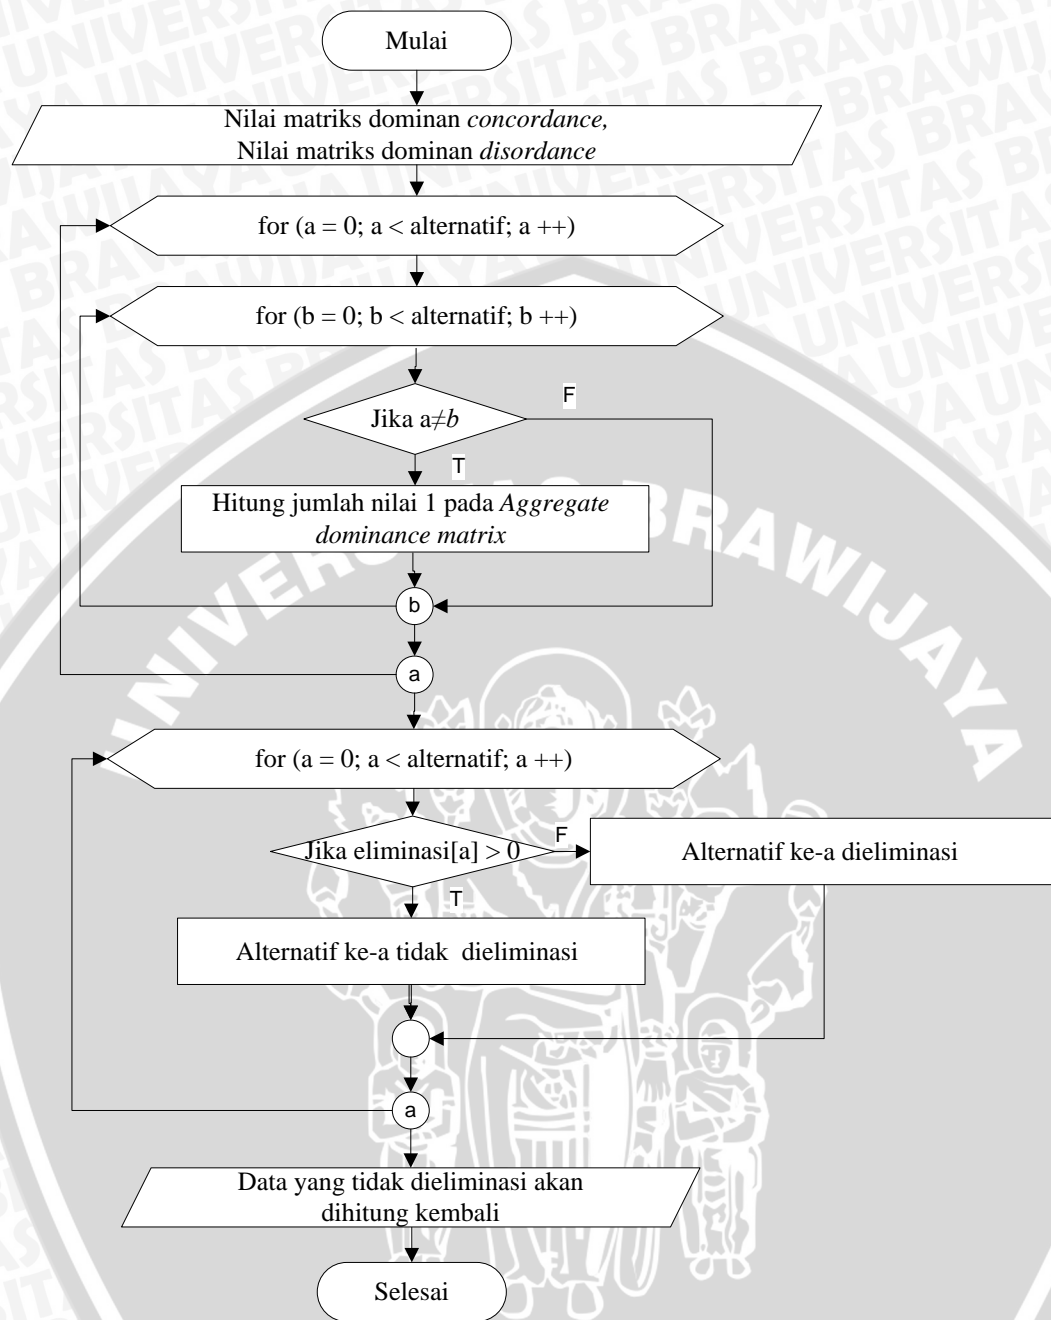 Mulai
Nilai matriks dominan concordance,
Nilai matriks dominan disordance
for (a = 0; a < alternatif; a ++)
for (b = 0; b < alternatif; b ++)
Jika a≠b
F
T
Hitung jumlah nilai 1 pada Aggregate
dominance matrix
b
a
for (a = 0; a < alternatif; a ++)
Jika eliminasi[a] > 0
F
Alternatif ke-a dieliminasi
T
Alternatif ke-a tidak  dieliminasi
a
Data yang tidak dieliminasi akan
dihitung kembali
Selesai
UNIVERSITAS BRAWIJAYA